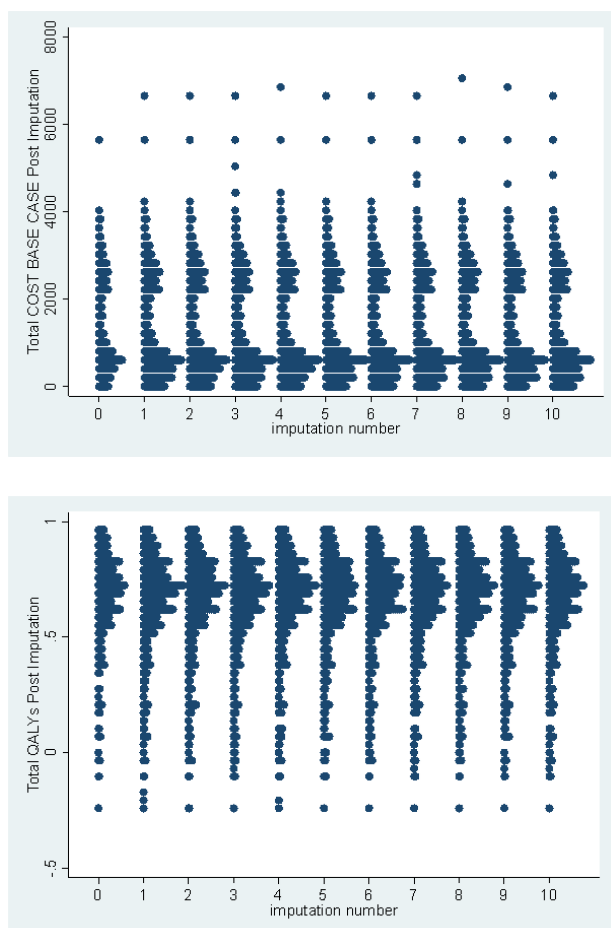 Total COST BASE CASE Post Imputation
8000
6000
4000
2000
0
0 1 2 3 4 5 6 7 8 9 10
imputation number
Total QALYs Post Imputation
1
.5
0
-.5
0 1 2 3 4 5 6 7 8 9 10
imputation number